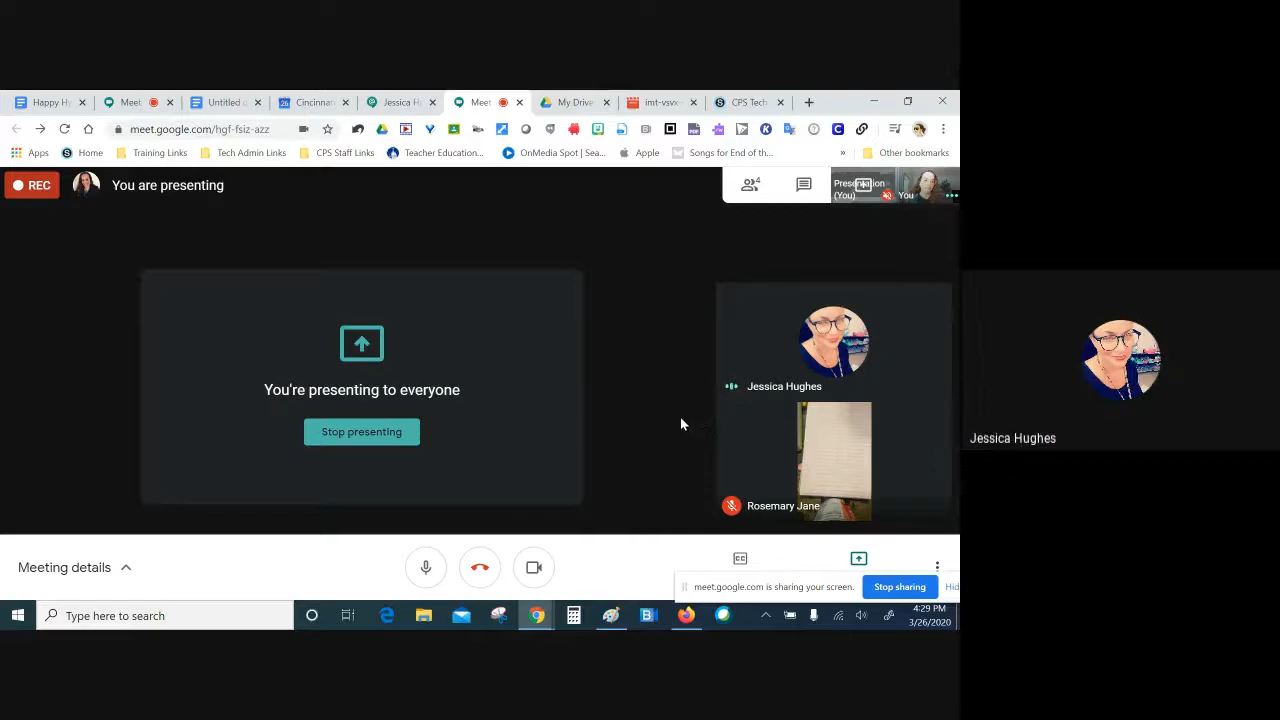 Happy H
Meet
Untitled
Cincinnat
Jessica H
Meet
My Drive
imt-vsvx-
CPS Tech
meet.google.com/hgf-fsiz-azz
Apps
Home
Training Links
Tech Admin Links
CPS Staff Links
Teacher Education...
OnMedia Spot | Sea...
Apple
Songs for End of th...
»
Other bookmarks
REC
You are presenting
4
Presentation
(You)
You
You're presenting to everyone
Stop presenting
Jessica Hughes
Rosemary Jane
Jessica Hughes
Meeting details
CC
meet.google.com is sharing your screen.
Stop sharing
Hid
Type here to search
4:29 PM
3/26/2020